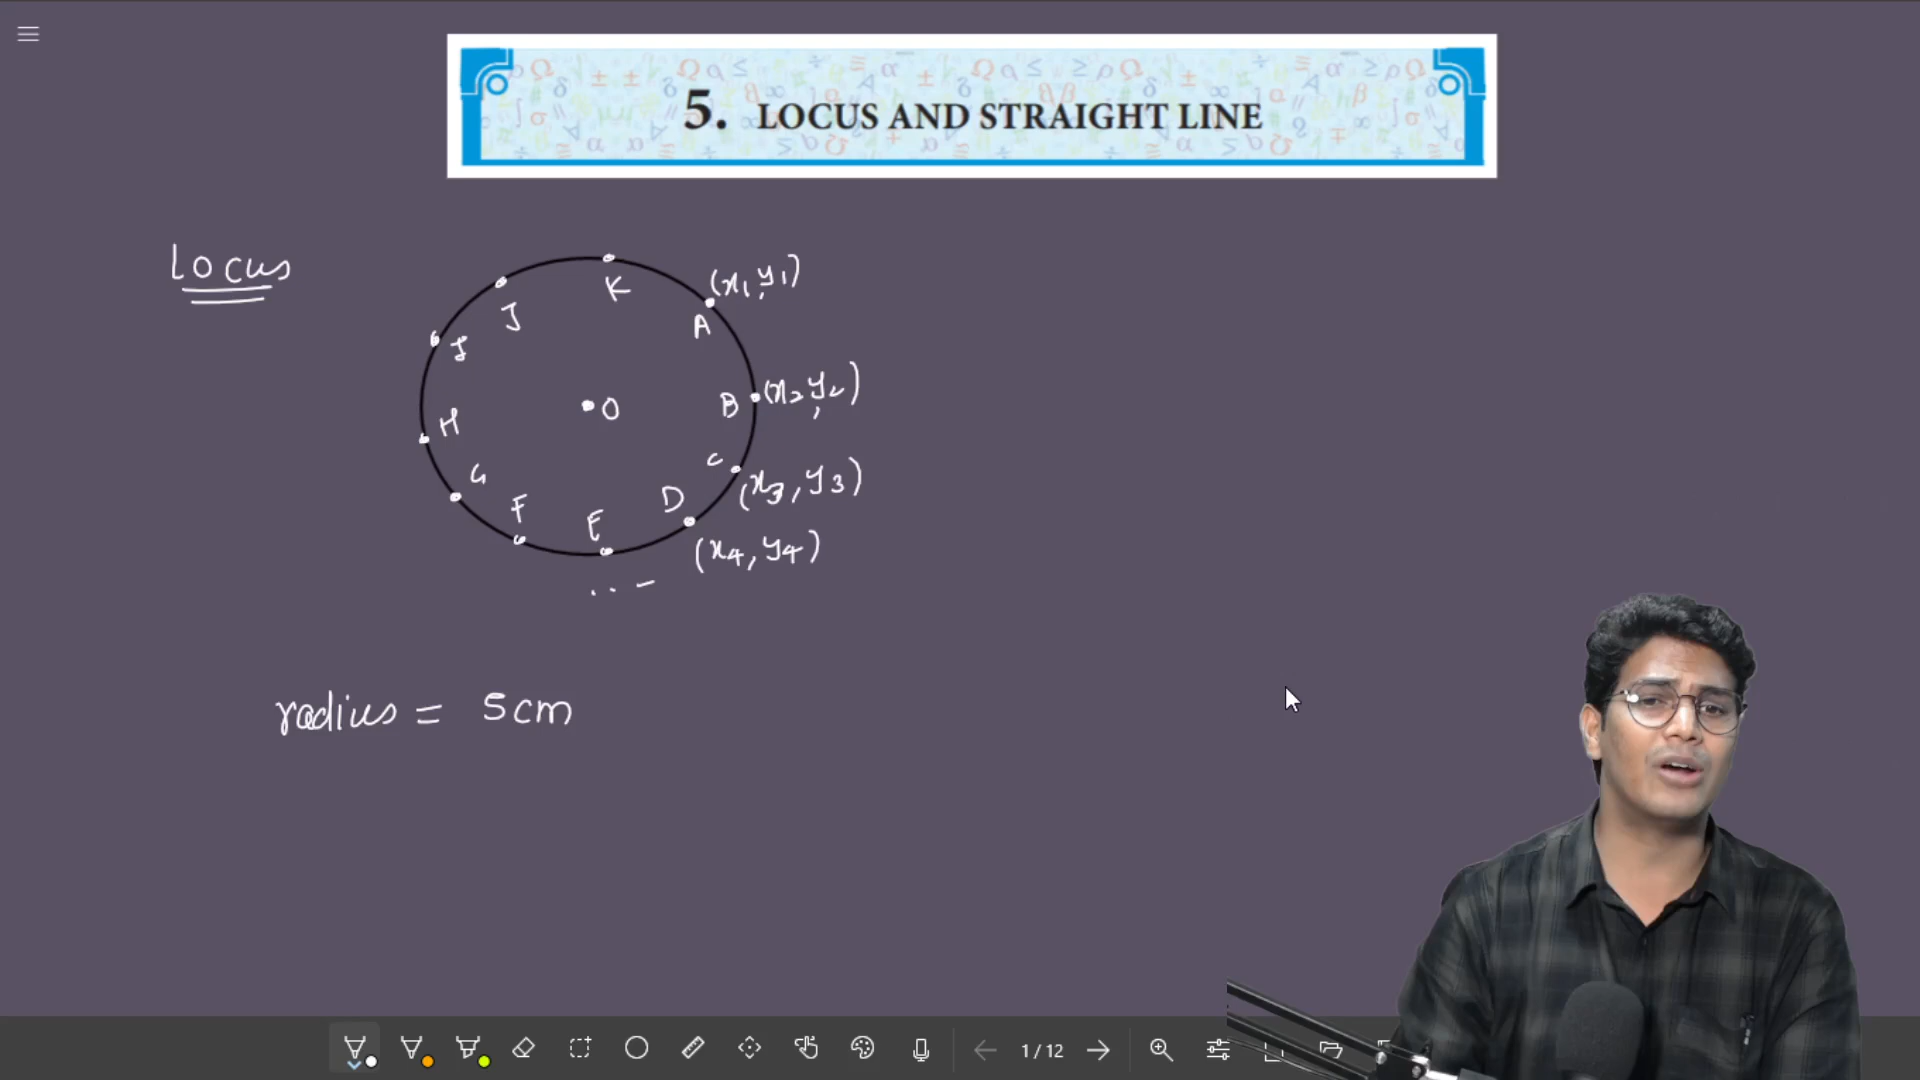 5. LOCUS AND STRAIGHT LINE
Locus
K
(x₁, y₁)
J
A
I
B
(x₂, y₂)
O
H
C
G
(x₃, y₃)
D
F
E
(x₄, y₄)
radius = 5cm
1/12